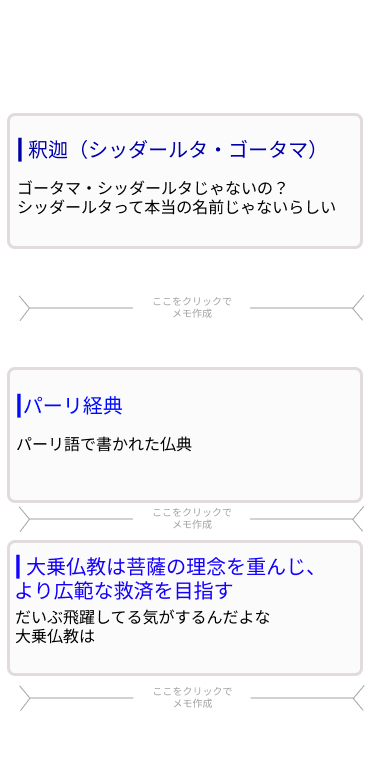 釈迦（シッダールタ・ゴータマ）
ゴータマ・シッダールタじゃないの？
シッダールタって本当の名前じゃないらしい
ここをクリックで
メモ作成
パーリ経典
パーリ語で書かれた仏典
ここをクリックで
メモ作成
大乗仏教は菩薩の理念を重んじ、
より広範な救済を目指す
だいぶ飛躍してる気がするんだよな
大乗仏教は
ここをクリックで
メモ作成